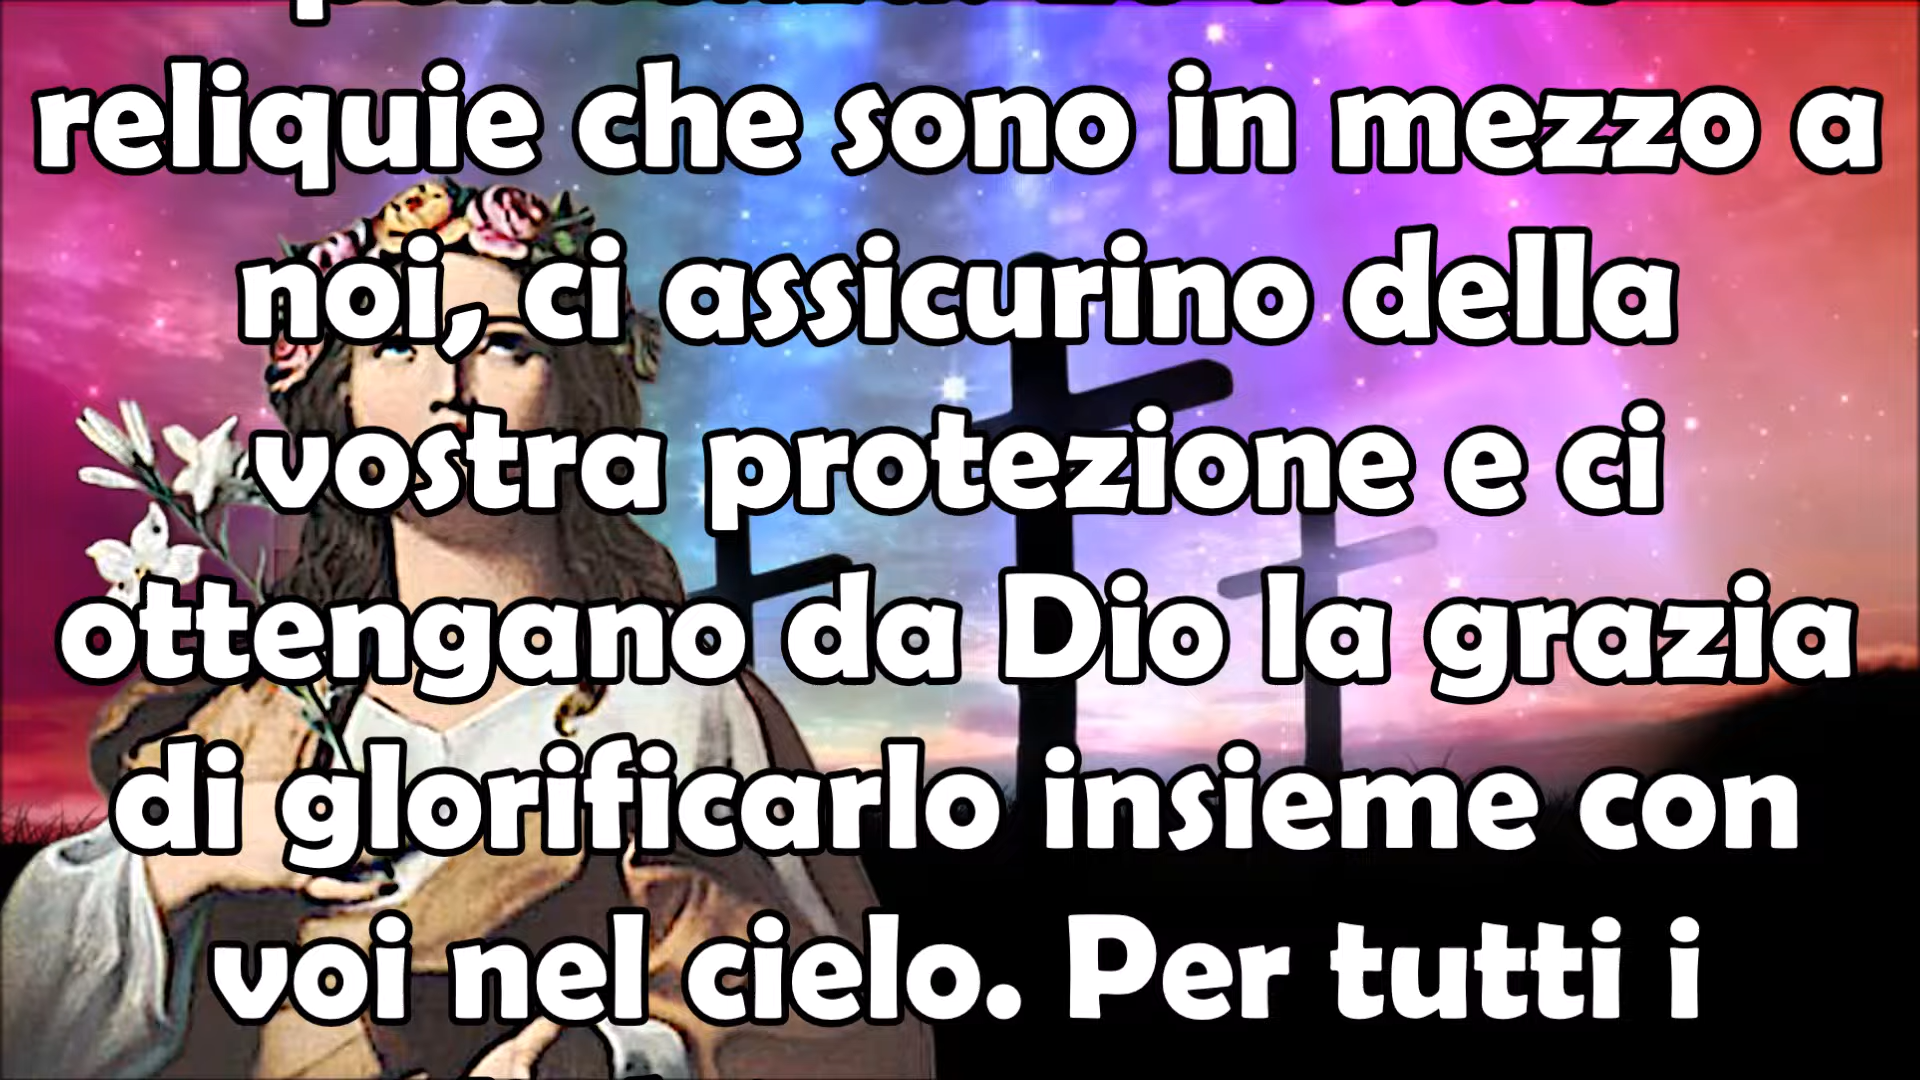 reliquie che sono in mezzo a
noi, ci assicurino della
vostra protezione e ci
ottengano da Dio la grazia
di glorificarlo insieme con
voi nel cielo. Per tutti i